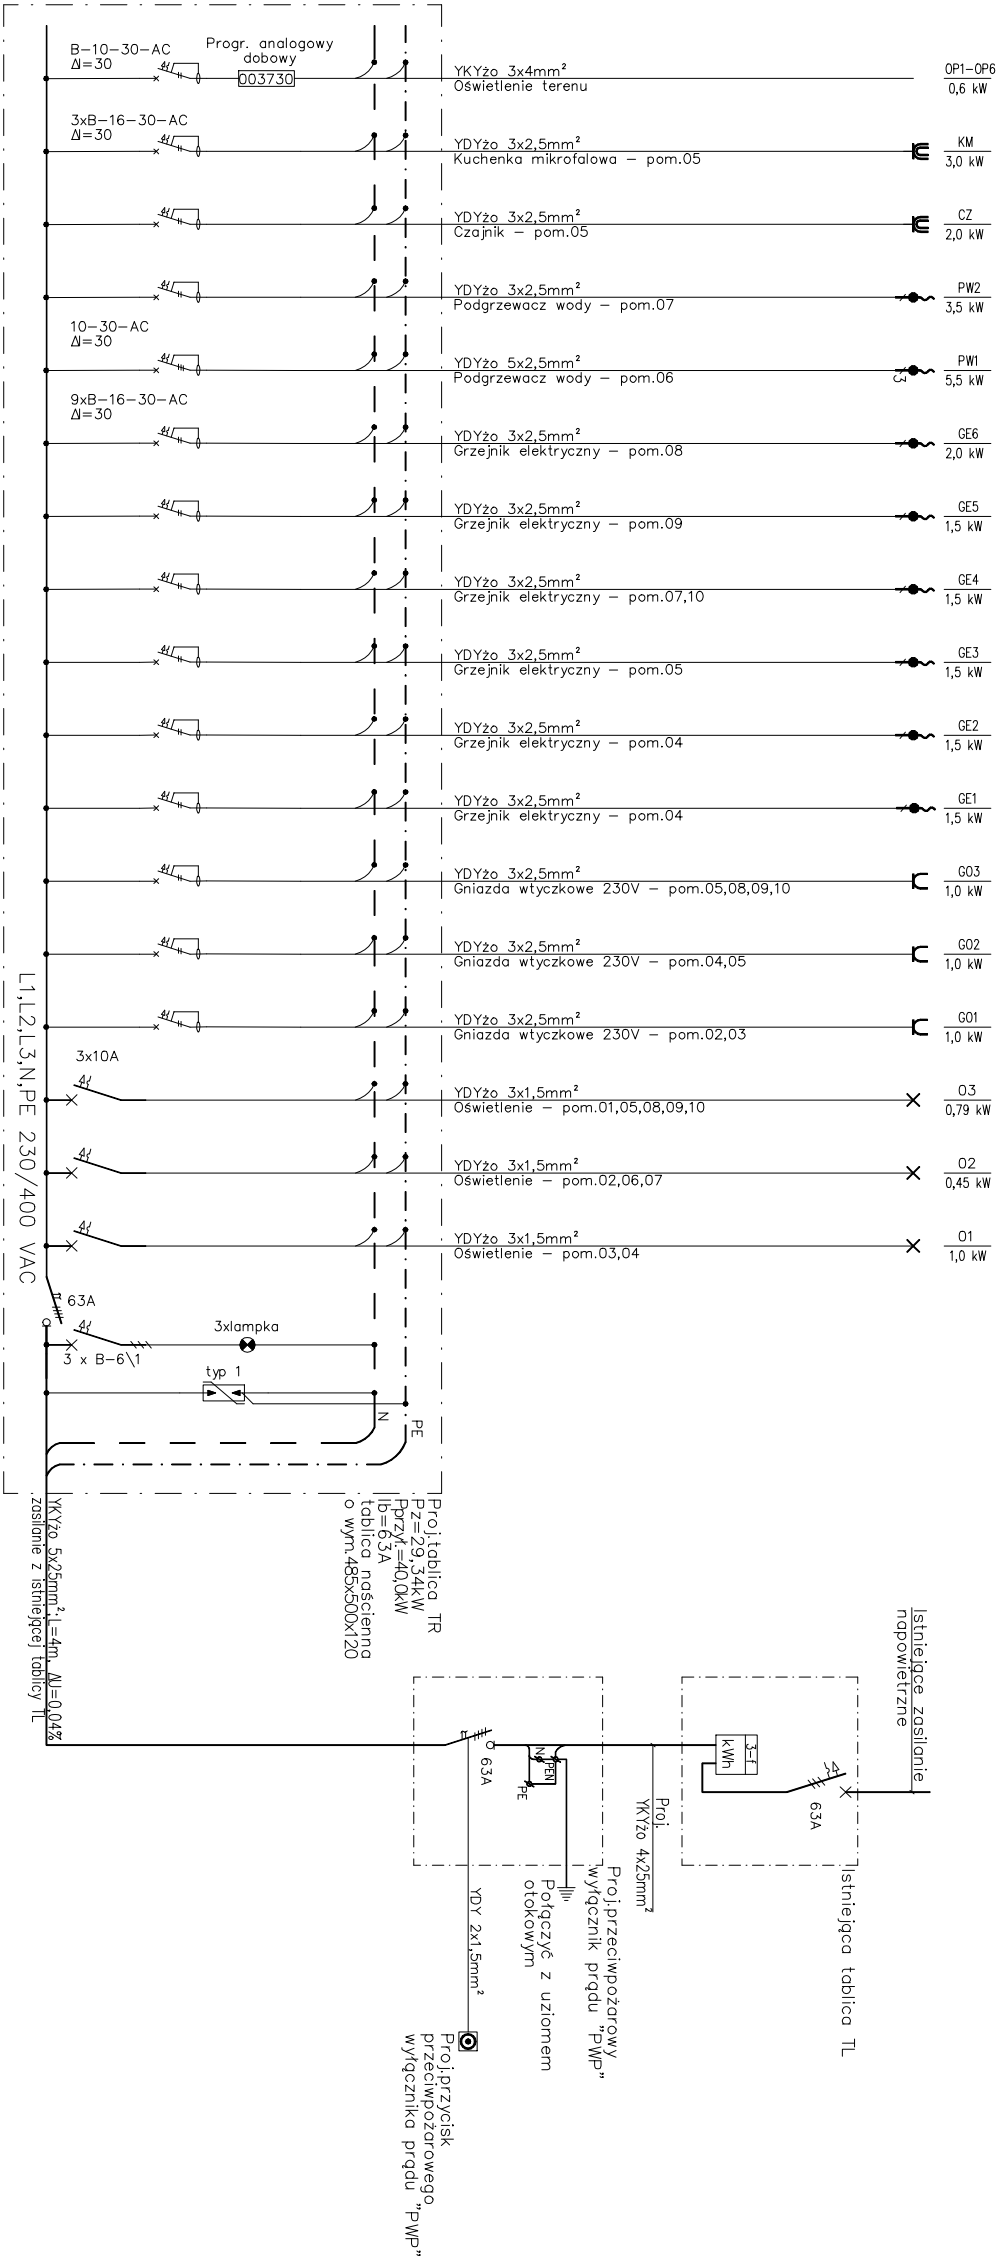 B-10-30-AC
ΔI=30
Progr. analogowy
dobowy
003730
YKYżo 3x4mm²
Oświetlenie terenu
OP1-OP6
0,6 kW
3xB-16-30-AC
ΔI=30
YDYżo 3x2,5mm²
Kuchenka mikrofalowa - pom.05
KM
3,0 kW
YDYżo 3x2,5mm²
Czajnik - pom.05
CZ
2,0 kW
YDYżo 3x2,5mm²
Podgrzewacz wody - pom.07
PW2
3,5 kW
10-30-AC
ΔI=30
YDYżo 5x2,5mm²
Podgrzewacz wody - pom.06
3
PW1
5,5 kW
9xB-16-30-AC
ΔI=30
YDYżo 3x2,5mm²
Grzejnik elektryczny - pom.08
GE6
2,0 kW
YDYżo 3x2,5mm²
Grzejnik elektryczny - pom.09
GE5
1,5 kW
YDYżo 3x2,5mm²
Grzejnik elektryczny - pom.07,10
GE4
1,5 kW
YDYżo 3x2,5mm²
Grzejnik elektryczny - pom.05
GE3
1,5 kW
YDYżo 3x2,5mm²
Grzejnik elektryczny - pom.04
GE2
1,5 kW
YDYżo 3x2,5mm²
Grzejnik elektryczny - pom.04
GE1
1,5 kW
YDYżo 3x2,5mm²
Gniazda wtyczkowe 230V - pom.05,08,09,10
G03
1,0 kW
YDYżo 3x2,5mm²
Gniazda wtyczkowe 230V - pom.04,05
G02
1,0 kW
YDYżo 3x2,5mm²
Gniazda wtyczkowe 230V - pom.02,03
G01
1,0 kW
3x10A
YDYżo 3x1,5mm²
Oświetlenie - pom.01,05,08,09,10
03
0,79 kW
YDYżo 3x1,5mm²
Oświetlenie - pom.02,06,07
02
0,45 kW
YDYżo 3x1,5mm²
Oświetlenie - pom.03,04
01
1,0 kW
L1,L2,L3,N,PE 230/400 VAC
63A
3 x B-6\1
3xlampka
typ 1
N
PE
Proj.tablica TR
Pz=29,34kW
Pprzył.=40,0kW
Ib=63A
tablica naścienna
o wym.485x500x120
YKYżo 5x25mm²;L=4m, ΔU=0,04%
zasilanie z istniejącej tablicy TL
Istniejące zasilanie
napowietrzne
63A
N
PEN
PE
3-f
kWh
63A
Proj.
YKYżo 4x25mm²
Istniejąca tablica TL
Proj.przeciwpożarowy
wyłącznik prądu "PWP"
Połączyć z uziomem
otokowym
YDY 2x1,5mm²
Proj.przycisk
przeciwpożarowego
wyłącznika prądu "PWP"